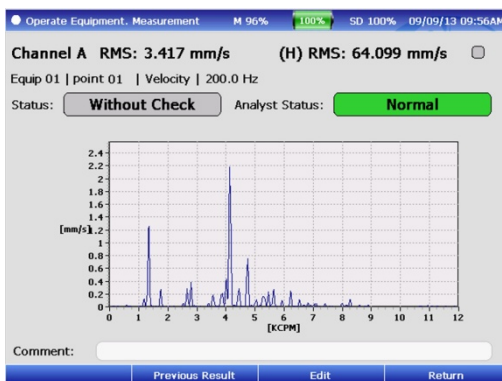 Operate Equipment. Measurement M 96% 100% SD 100% 09/09/13 09:56AM
Channel A RMS: 3.417 mm/s (H) RMS: 64.099 mm/s
Equip 01 | point 01 | Velocity | 200.0 Hz
Status: Without Check Analyst Status: Normal
2.4
2.2
2
1.8
1.6
1.4
[mm/s] 1.2
1
0.8
0.6
0.4
0.2
0
0 1 2 3 4 5 6 7 8 9 10 11 12
[KCPM]
Comment:
Previous Result Edit Return